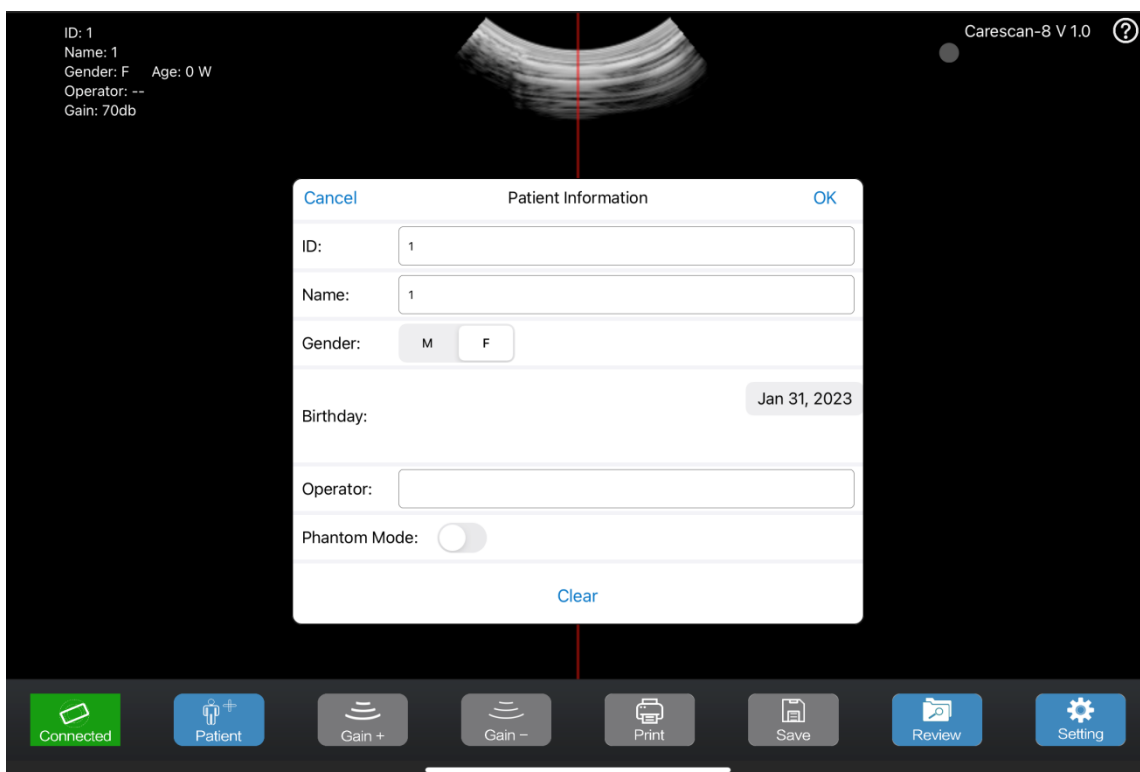 ID: 1
Name: 1
Gender: F Age: 0 W
Operator: --
Gain: 70db
Carescan-8 V 1.0 ?
Cancel Patient Information OK
ID: 1
Name: 1
Gender: M F
Birthday: Jan 31, 2023
Operator:
Phantom Mode:
Clear
Connected Patient Gain + Gain − Print Save Review Setting